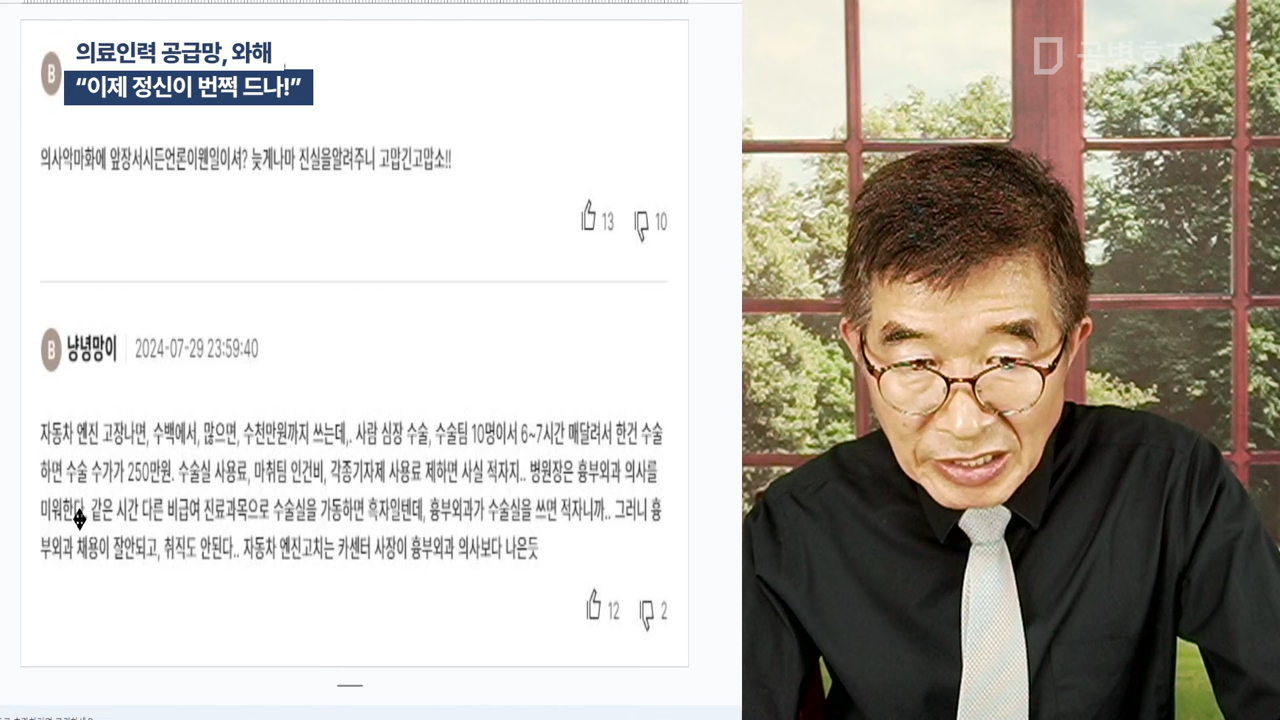 의료인력 공급망, 와해
“이제 정신이 번쩍 드나!”
B
의사악마화에 앞장서시든언론이웬일이셔? 늦게나마 진실을알려주니 고맙긴고맙소!!
13 10
B 냥녕망이 2024-07-29 23:59:40
자동차 엔진 고장나면, 수백에서, 많으면, 수천만원까지 쓰는데,. 사람 심장 수술, 수술팀 10명이서 6~7시간 매달려서 한건 수술
하면 수술 수가가 250만원. 수술실 사용료, 마취팀 인건비, 각종기자제 사용료 제하면 사실 적자지.. 병원장은 흉부외과 의사를
미워한다. 같은 시간 다른 비급여 진료과목으로 수술실을 가동하면 흑자일텐데, 흉부외과가 수술실을 쓰면 적자니까.. 그러니 흉
부외과 채용이 잘안되고, 취직도 안된다.. 자동차 엔진고치는 카센터 사장이 흉부외과 의사보다 나은듯
12 2
공병호TV